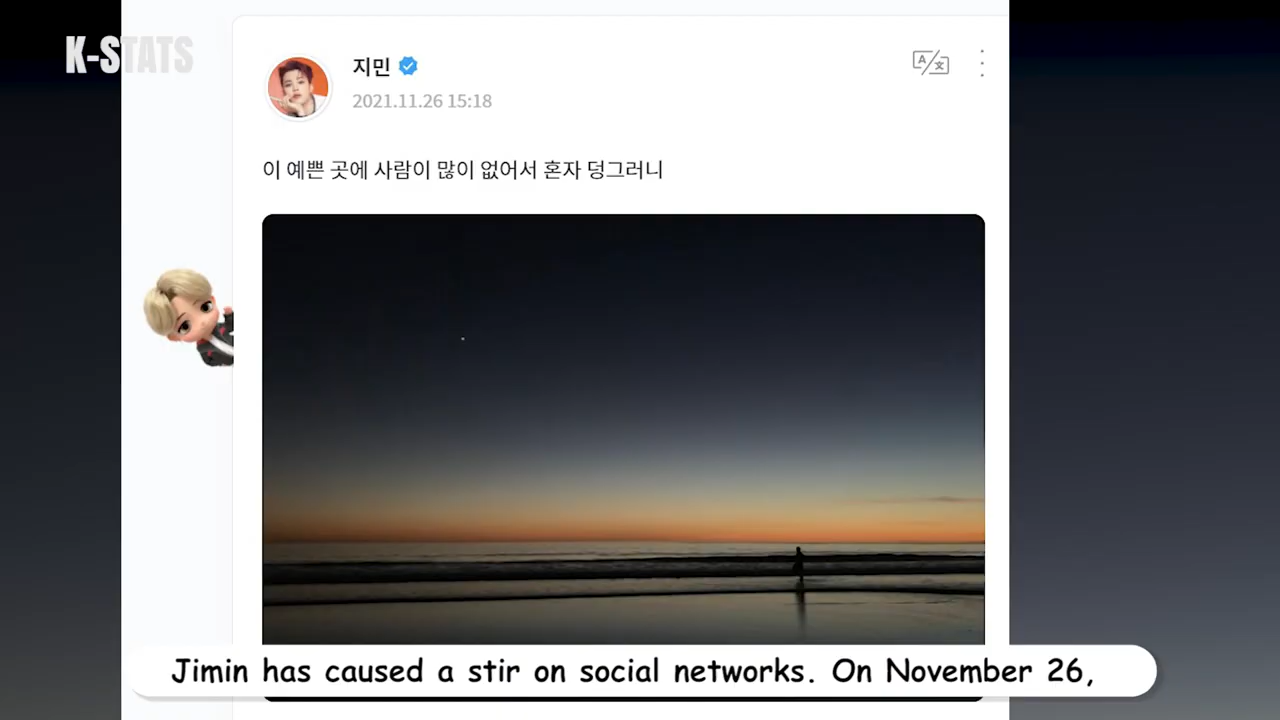 K-STATS
지민
2021.11.26 15:18
이 예쁜 곳에 사람이 많이 없어서 혼자 덩그러니
Jimin has caused a stir on social networks. On November 26,